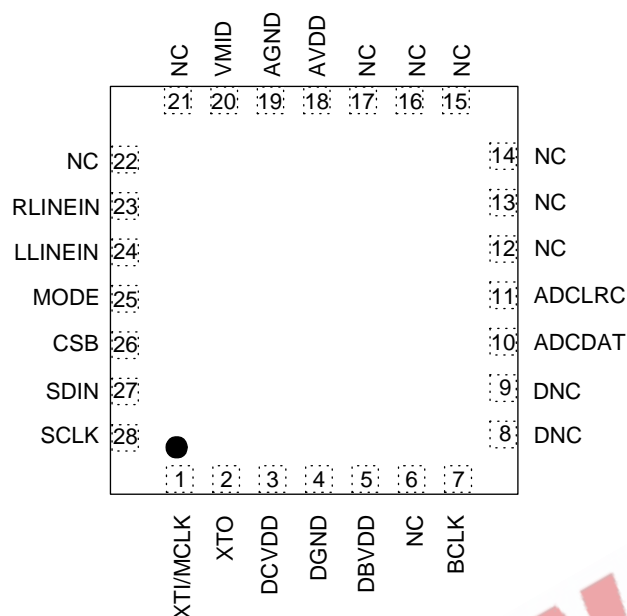 NC VMID AGND AVDD NC NC NC
21 20 19 18 17 16 15
NC 22 14 NC
RLINEIN 23 13 NC
LLINEIN 24 12 NC
MODE 25 11 ADCLRC
CSB 26 10 ADCDAT
SDIN 27 9 DNC
SCLK 28 8 DNC
1 2 3 4 5 6 7
XTI/MCLK XTO DCVDD DGND DBVDD NC BCLK